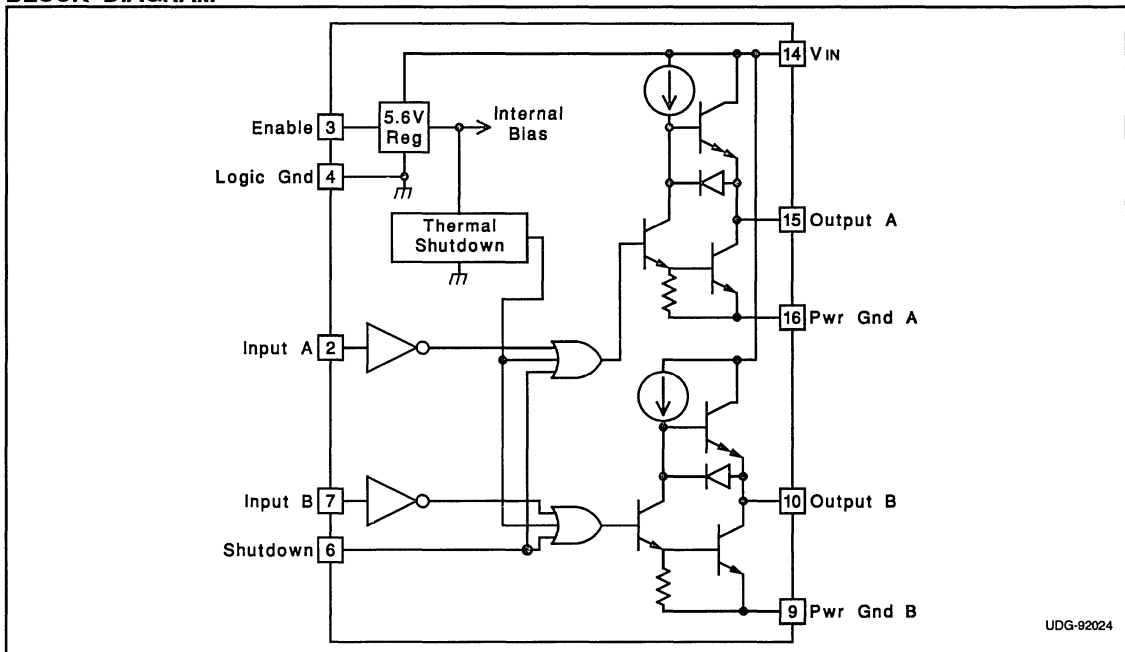 BLOCK DIAGRAM
14 VIN
Enable 3
5.6V
Reg
Internal
Bias
Logic Gnd 4
Thermal
Shutdown
15 Output A
16 Pwr Gnd A
Input A 2
Input B 7
10 Output B
Shutdown 6
9 Pwr Gnd B
UDG-92024